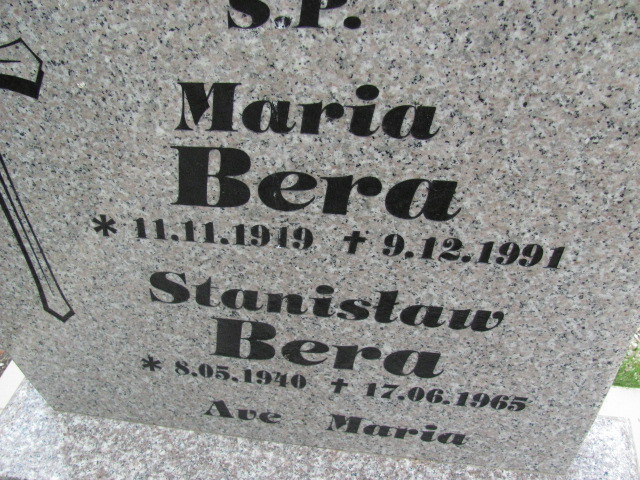 S.P.
Maria
Bera
* 11.11.1919 ✝ 9.12.1991
Stanisław
Bera
* 8.05.1940 ✝ 17.06.1965
Ave Maria